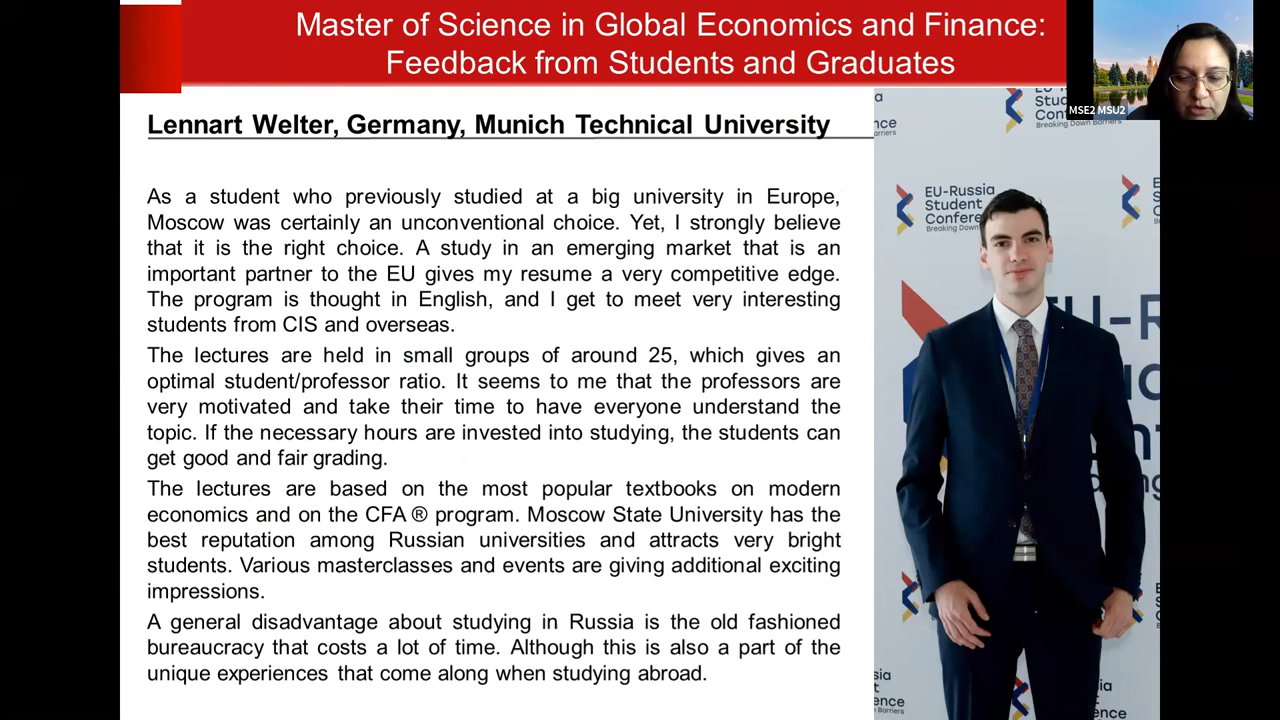 Master of Science in Global Economics and Finance:
Feedback from Students and Graduates
MSE2 MSU2
Lennart Welter, Germany, Munich Technical University
As a student who previously studied at a big university in Europe,
Moscow was certainly an unconventional choice. Yet, I strongly believe
that it is the right choice. A study in an emerging market that is an
important partner to the EU gives my resume a very competitive edge.
The program is thought in English, and I get to meet very interesting
students from CIS and overseas.
The lectures are held in small groups of around 25, which gives an
optimal student/professor ratio. It seems to me that the professors are
very motivated and take their time to have everyone understand the
topic. If the necessary hours are invested into studying, the students can
get good and fair grading.
The lectures are based on the most popular textbooks on modern
economics and on the CFA ® program. Moscow State University has the
best reputation among Russian universities and attracts very bright
students. Various masterclasses and events are giving additional exciting
impressions.
A general disadvantage about studying in Russia is the old fashioned
bureaucracy that costs a lot of time. Although this is also a part of the
unique experiences that come along when studying abroad.
Breaking Down Barriers
EU-Russia
Student
Breaking Down
EU-R